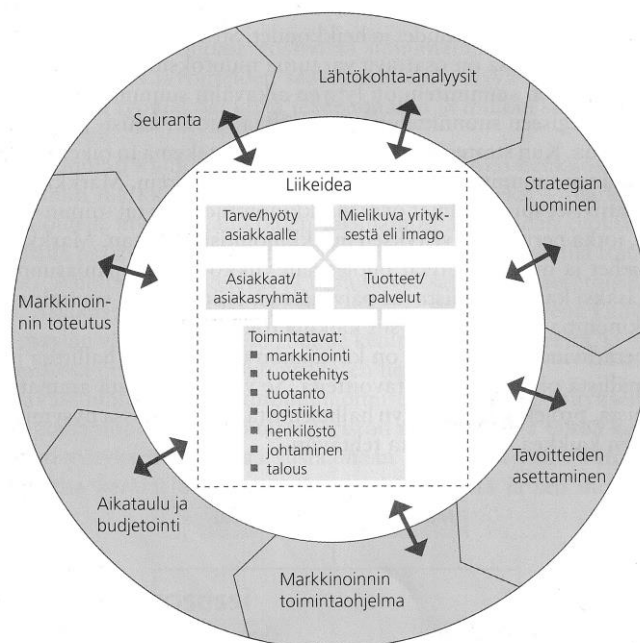 Lähtökohta-analyysit
Seuranta
Strategian
luominen
Liikeidea
Tarve/hyöty
asiakkaalle
Mielikuva yrityk-
sestä eli imago
Asiakkaat/
asiakasryhmät
Tuotteet/
palvelut
Toimintatavat:
■ markkinointi
■ tuotekehitys
■ tuotanto
■ logistiikka
■ henkilöstö
■ johtaminen
■ talous
Markkinoin-
nin toteutus
Tavoitteiden
asettaminen
Aikataulu ja
budjetointi
Markkinoinnin
toimintaohjelma